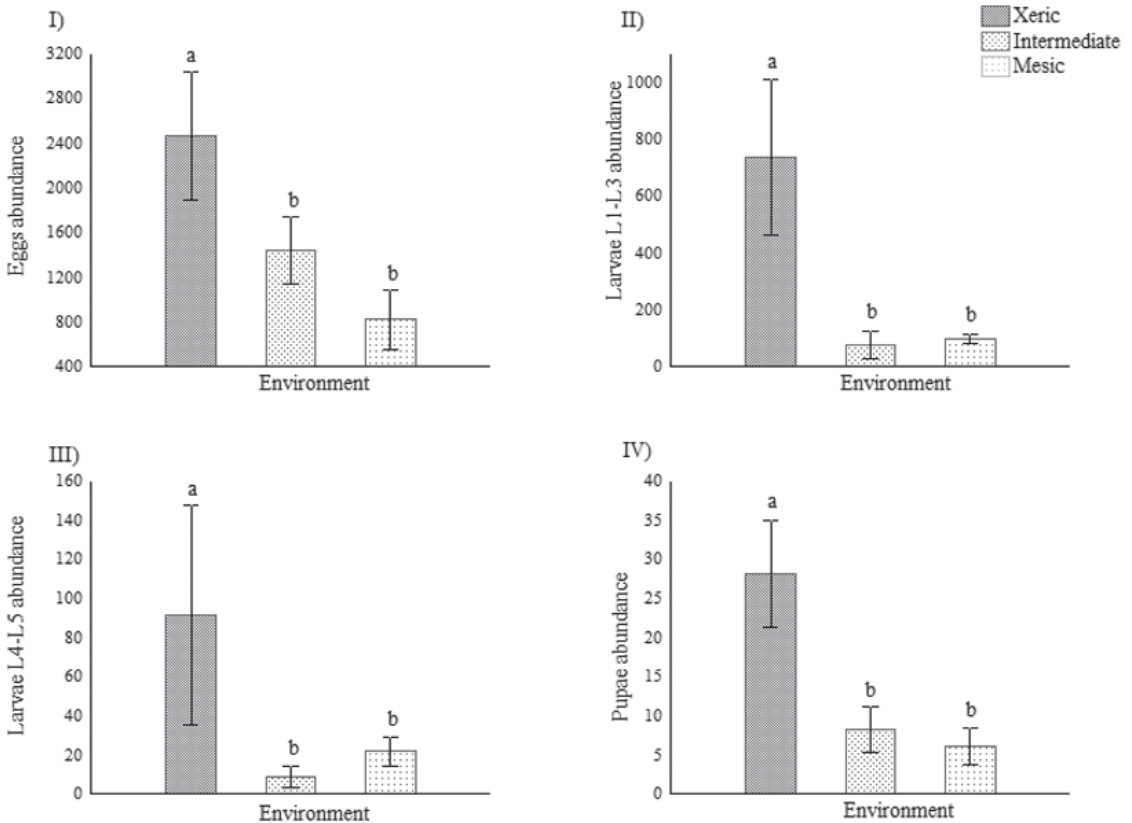 I)
II)
Xeric
Intermediate
Mesic
Eggs abundance
3200
2800
2400
2000
1600
1200
800
400
a
b
b
Environment
Larvae L1-L3 abundance
1000
800
600
400
200
0
a
b
b
Environment
III)
Larvae L4-L5 abundance
160
140
120
100
80
60
40
20
0
a
b
b
Environment
IV)
Pupae abundance
40
35
30
25
20
15
10
5
0
a
b
b
Environment